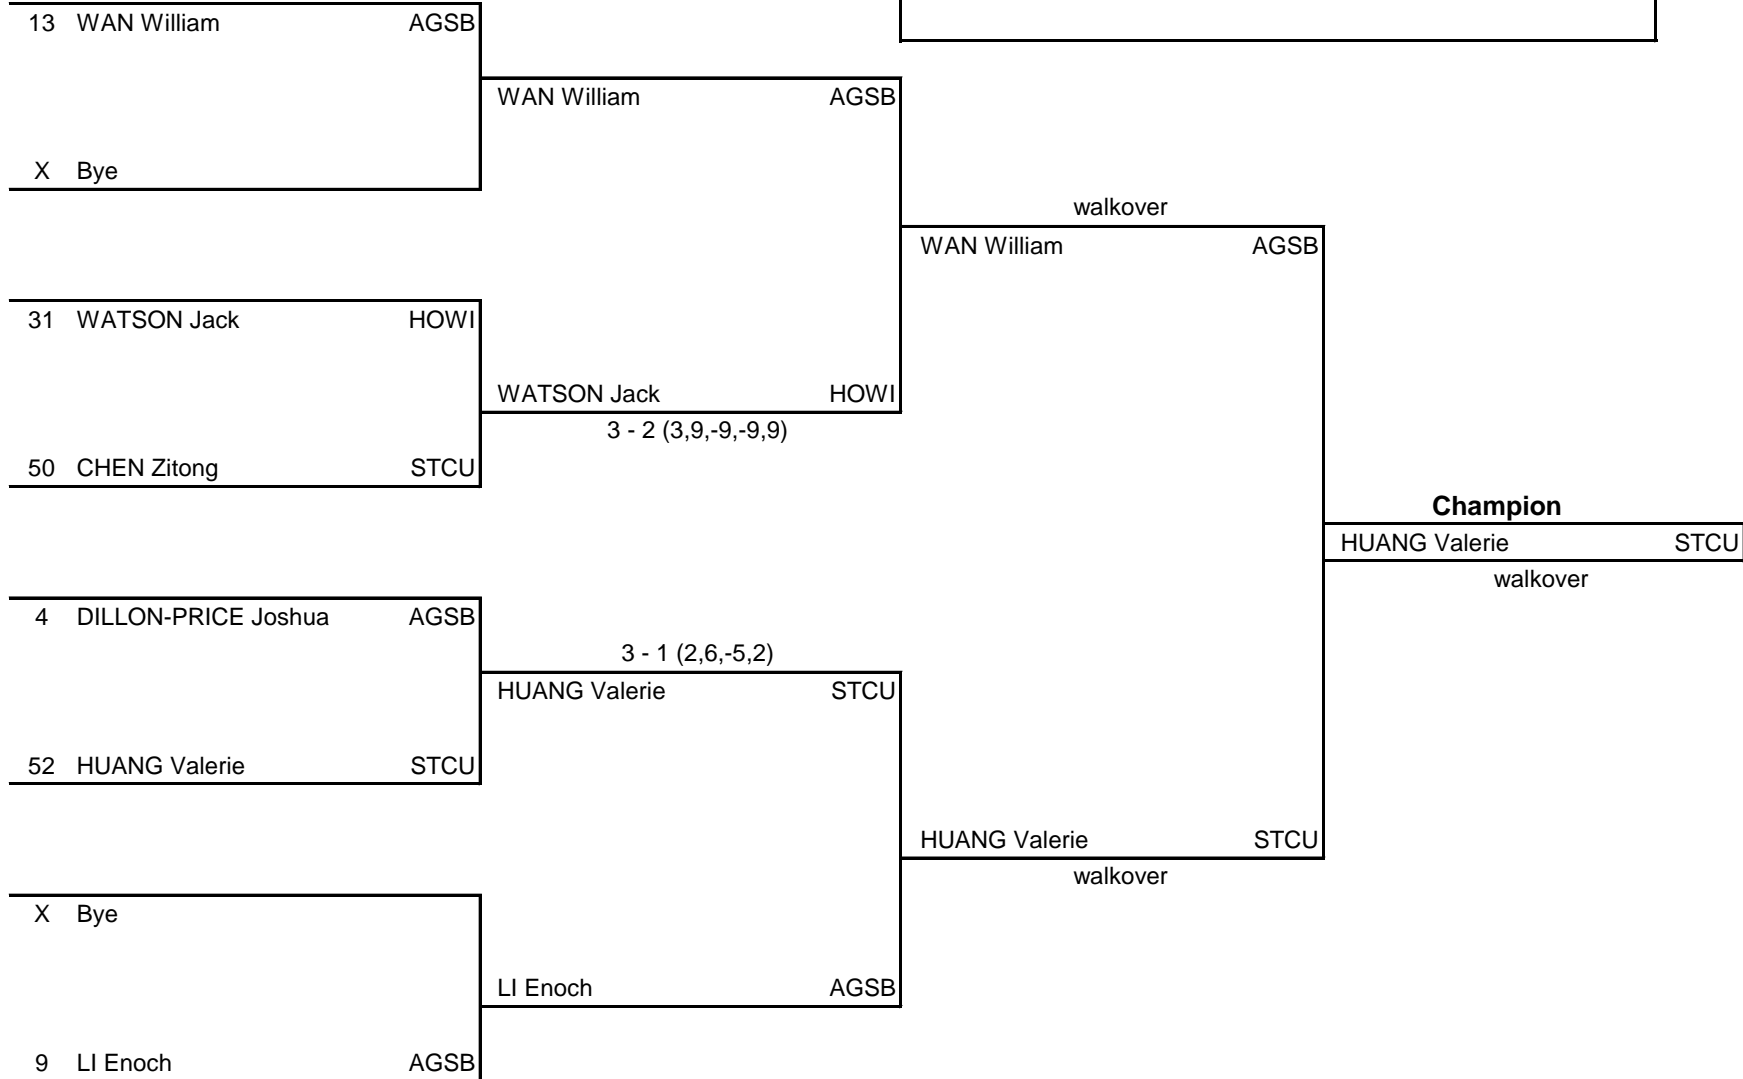 13 WAN William AGSB
WAN William AGSB
X Bye
walkover
WAN William AGSB
31 WATSON Jack HOWI
WATSON Jack HOWI
3 - 2 (3,9,-9,-9,9)
50 CHEN Zitong STCU
Champion
HUANG Valerie STCU
walkover
4 DILLON-PRICE Joshua AGSB
3 - 1 (2,6,-5,2)
HUANG Valerie STCU
52 HUANG Valerie STCU
HUANG Valerie STCU
walkover
X Bye
LI Enoch AGSB
9 LI Enoch AGSB